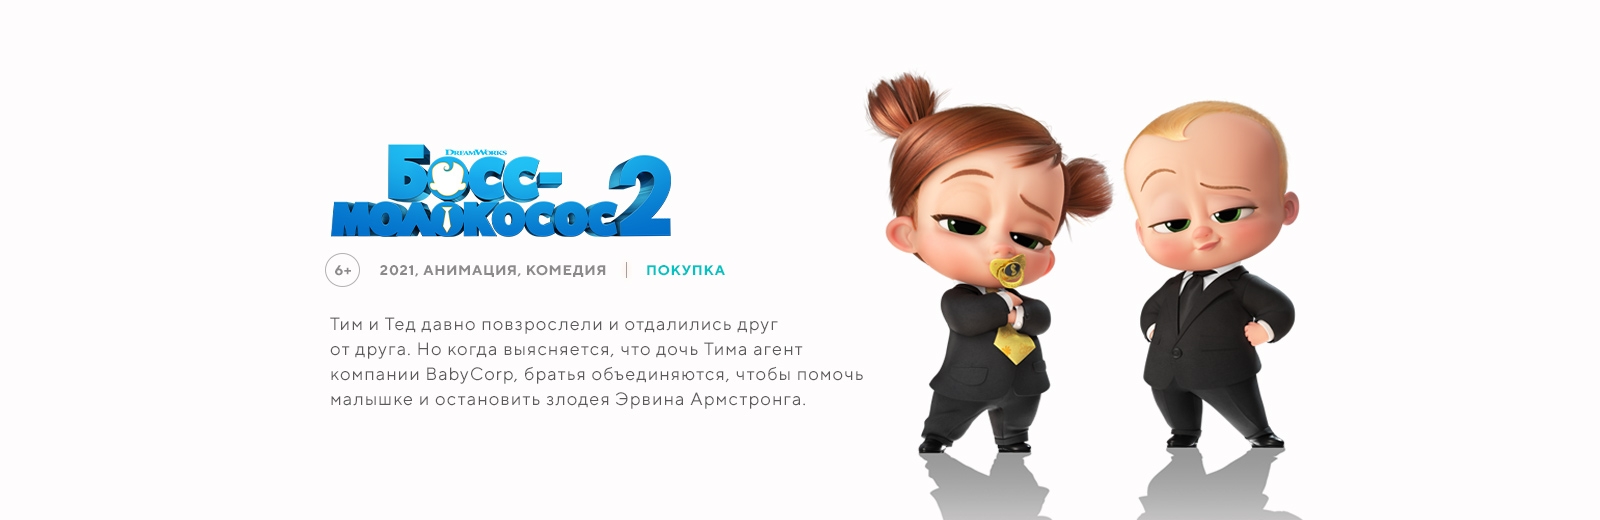 DreamWorks
Босс-
молокосос 2
6+ 2021, АНИМАЦИЯ, КОМЕДИЯ | ПОКУПКА
Тим и Тед давно повзрослели и отдалились друг
от друга. Но когда выясняется, что дочь Тима агент
компании BabyCorp, братья объединяются, чтобы помочь
малышке и остановить злодея Эрвина Армстронга.